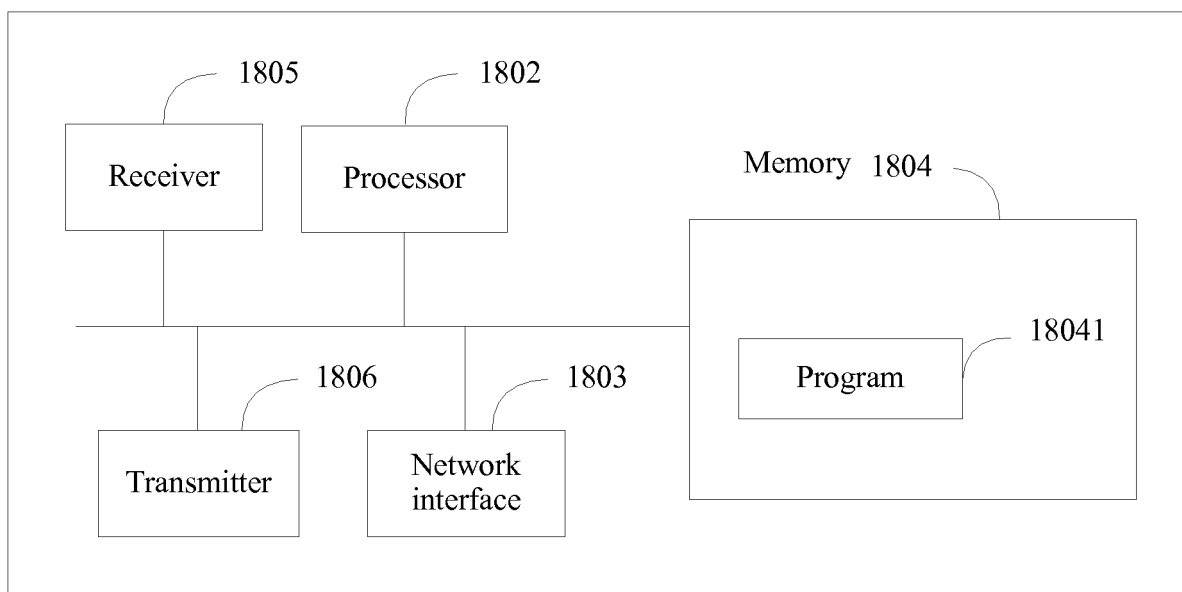 1805
1802
Receiver
Processor
Memory 1804
18041
Program
1806
1803
Transmitter
Network
interface